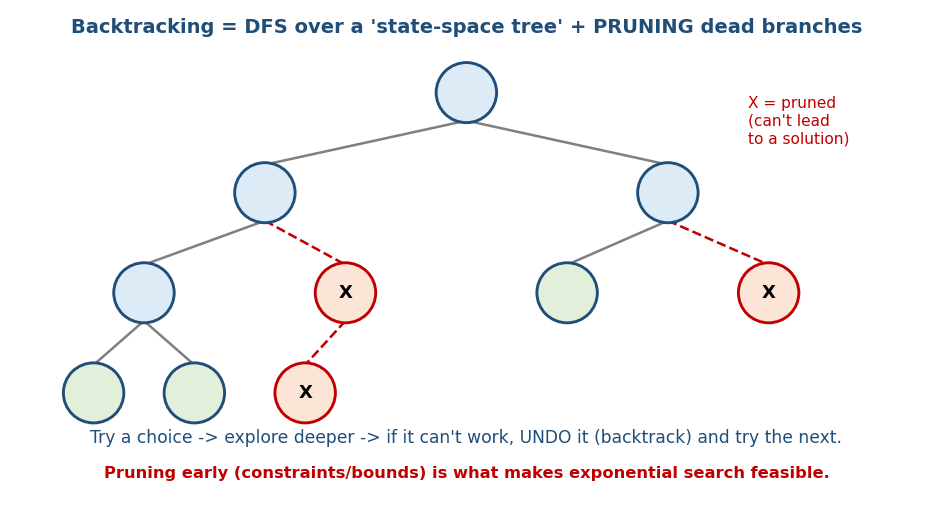 Backtracking = DFS over a 'state-space tree' + PRUNING dead branches
X = pruned
(can't lead
to a solution)
X
X
X
Try a choice -> explore deeper -> if it can't work, UNDO it (backtrack) and try the next.
Pruning early (constraints/bounds) is what makes exponential search feasible.